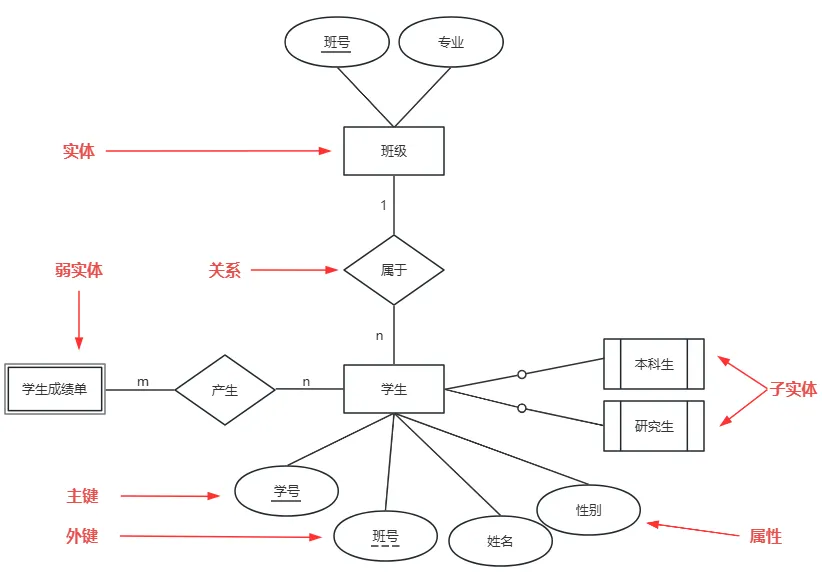 班号
专业
实体
班级
1
弱实体
关系
属于
n
本科生
学生成绩单
m
产生
n
学生
子实体
研究生
主键
学号
性别
外键
班号
姓名
属性